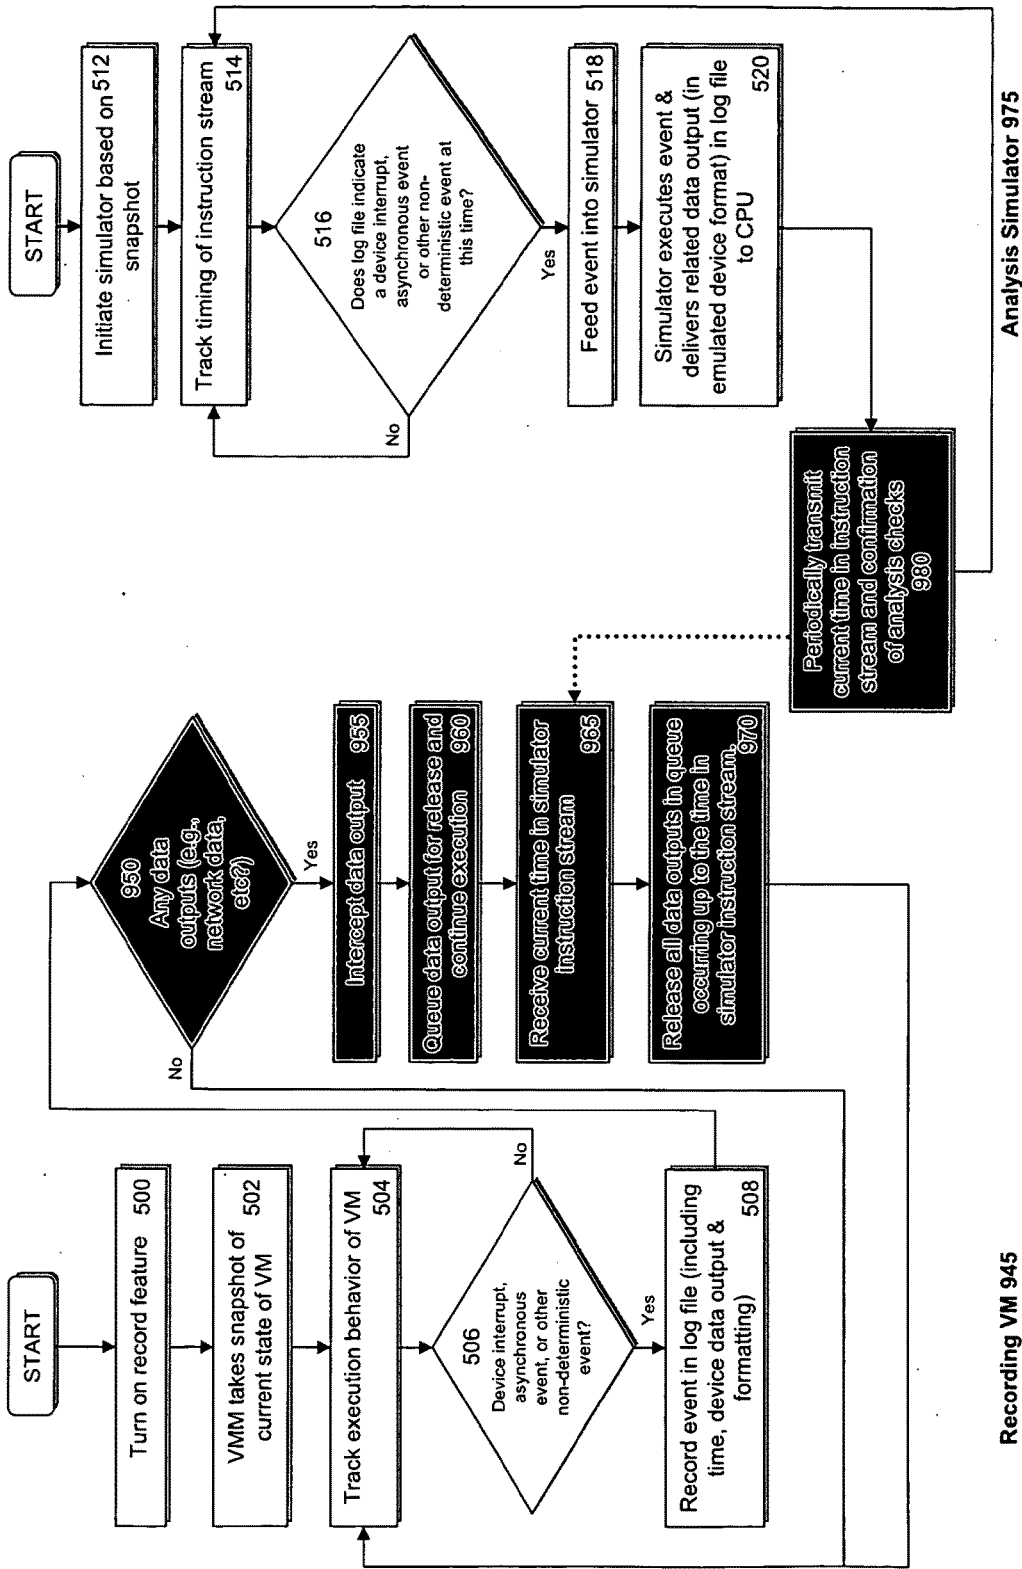 START
Turn on record feature 500
VMM takes snapshot of 502
current state of VM
Track execution behavior of VM
504
506
Device interrupt,
asynchronous
event, or other
non-deterministic
event?
No
Yes
Record event in log file (including
time, device data output & 508
formatting)
950
Any data
outputs (e.g.,
network data,
etc?)
No
Yes
Intercept data output 955
Queue data output for release and
continue execution 960
Receive current time in simulator
instruction stream 965
Release all data outputs in queue
occurring up to the time in
simulator instruction stream. 970
Recording VM 945
START
Initiate simulator based on 512
snapshot
Track timing of instruction stream
514
516
Does log file indicate
a device interrupt,
asynchronous event
or other non-
deterministic event at
this time?
No
Yes
Feed event into simulator 518
Simulator executes event &
delivers related data output (in
emulated device format) in log file
to CPU 520
Periodically transmit
current time in instruction
stream and confirmation
of analysis checks
980
Analysis Simulator 975